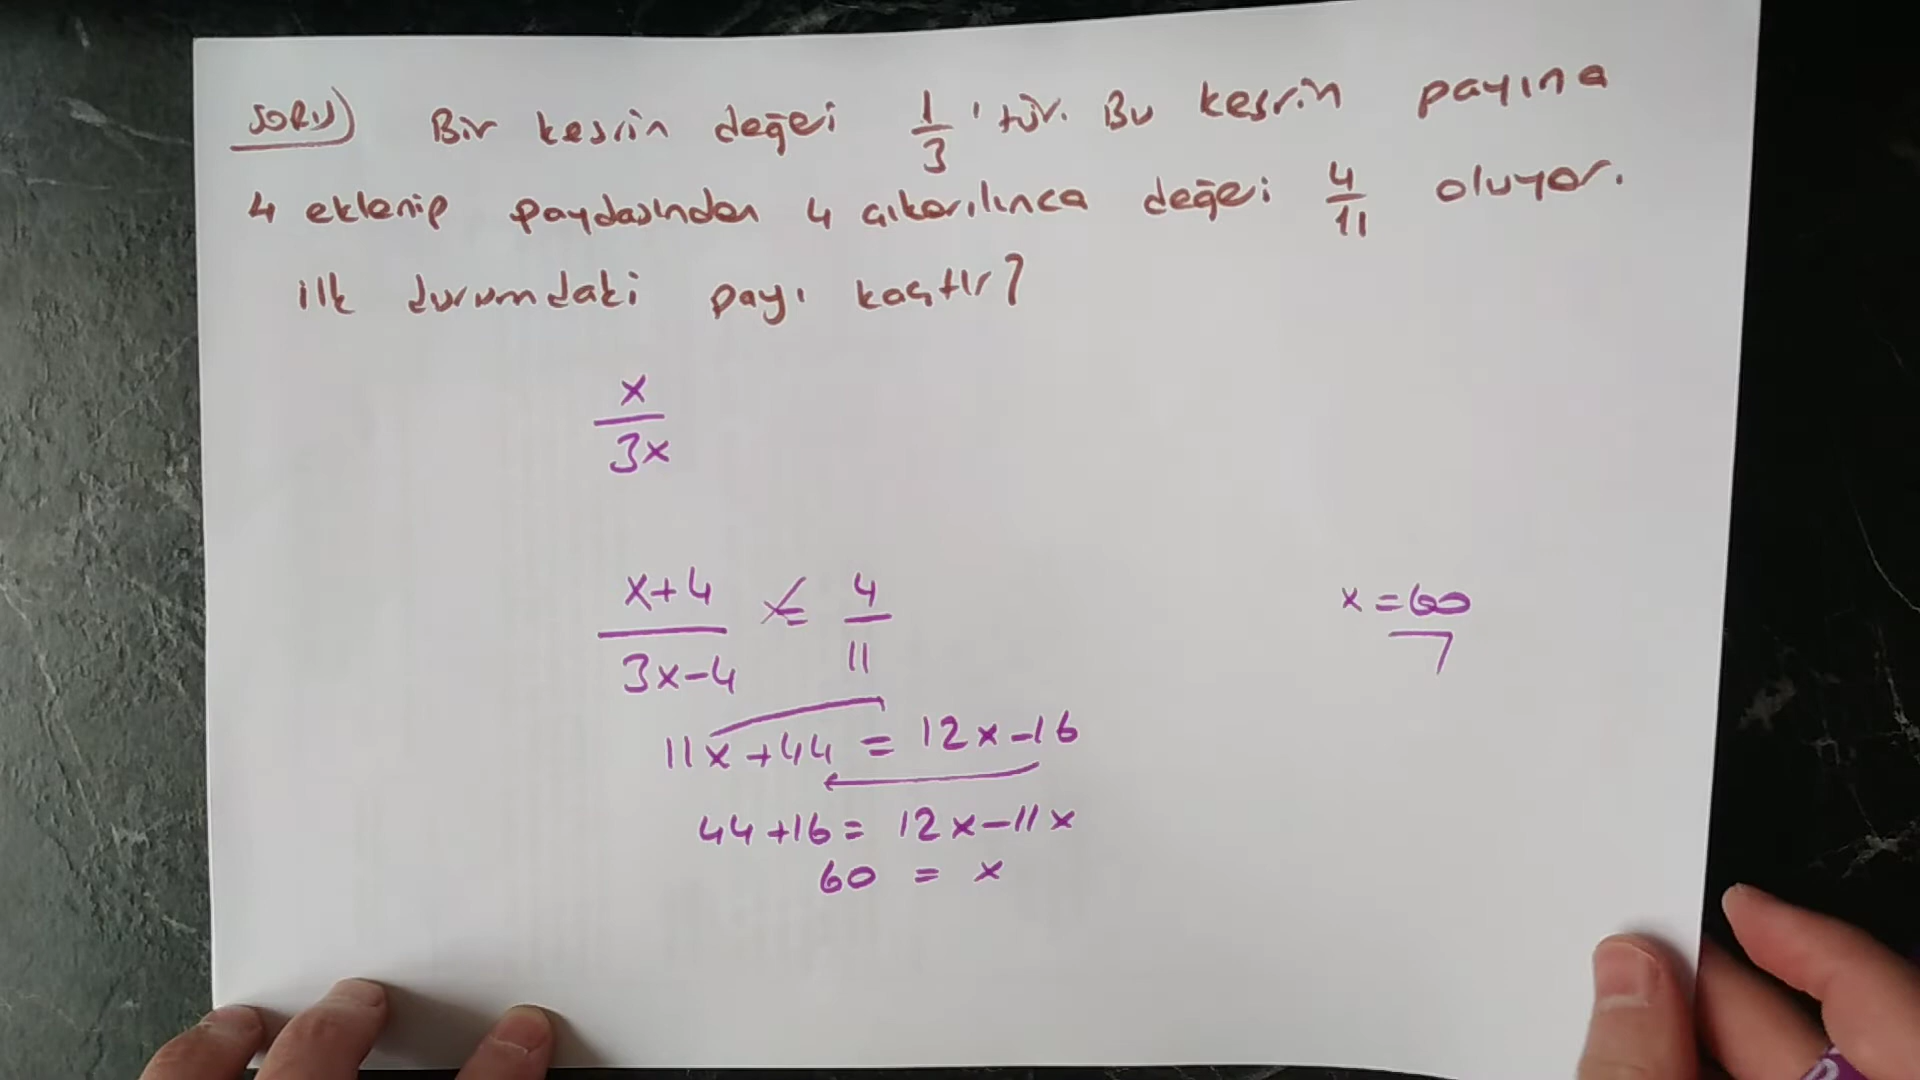 SORU) Bir kesrin değeri 1/3 'tür. Bu kesrin payına
4 eklenip paydasından 4 çıkarılınca değeri 4/11 oluyor.
ilk durumdaki payı kaçtır?
x
3x
x+4 = 4
3x-4 11
x = 60
7
11x+44 = 12x-16
44+16 = 12x-11x
60 = x